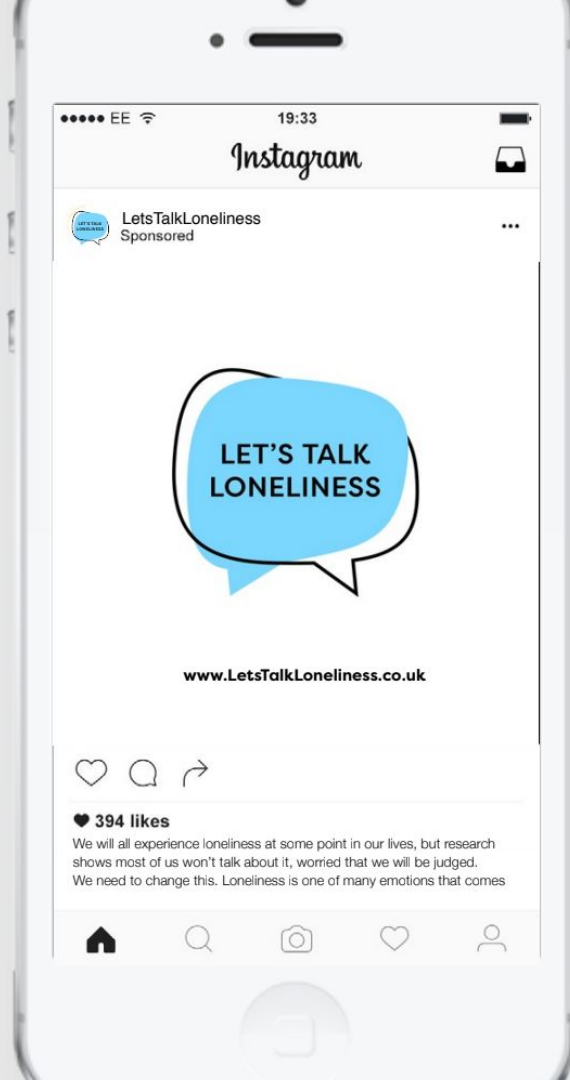 EE 19:33
Instagram
LET'S TALK
LONELINESS
LetsTalkLoneliness
Sponsored
LET'S TALK
LONELINESS
www.LetsTalkLoneliness.co.uk
394 likes
We will all experience loneliness at some point in our lives, but research
shows most of us won't talk about it, worried that we will be judged.
We need to change this. Loneliness is one of many emotions that comes